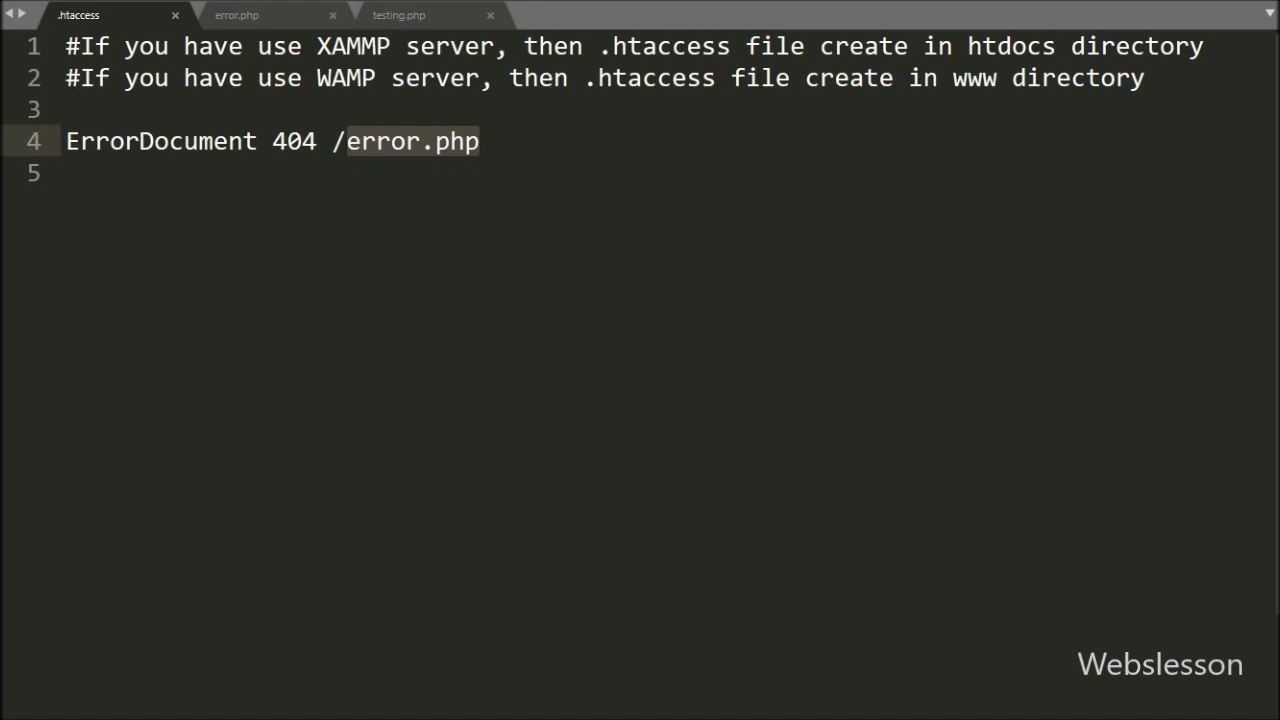 .htaccess × error.php × testing.php ×
1 #If you have use XAMMP server, then .htaccess file create in htdocs directory
2 #If you have use WAMP server, then .htaccess file create in www directory
3
4 ErrorDocument 404 /error.php
5
Webslesson